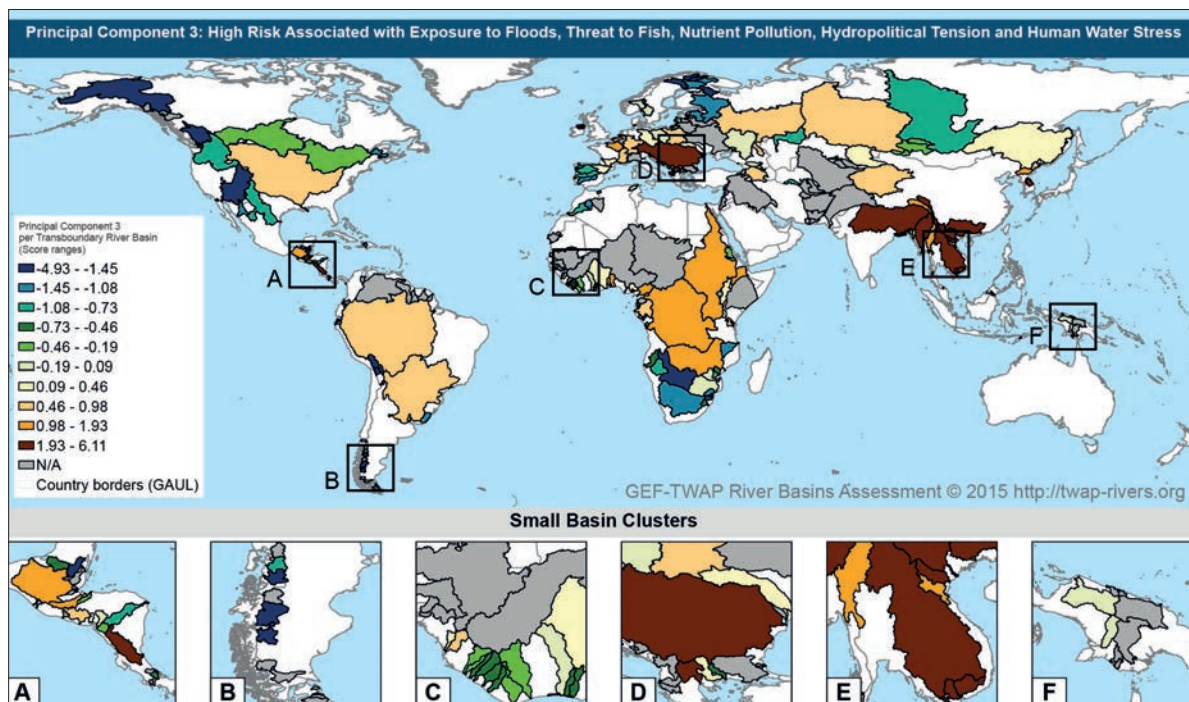 Principal Component 3: High Risk Associated with Exposure to Floods, Threat to Fish, Nutrient Pollution, Hydropolitical Tension and Human Water Stress
D
A
C
E
F
B
Principal Component 3
per Transboundary River Basin
(Score ranges)
-4.93 - -1.45
-1.45 - -1.08
-1.08 - -0.73
-0.73 - -0.46
-0.46 - -0.19
-0.19 - 0.09
0.09 - 0.46
0.46 - 0.98
0.98 - 1.93
1.93 - 6.11
N/A
Country borders (GAUL)
GEF-TWAP River Basins Assessment © 2015 http://twap-rivers.org
Small Basin Clusters
A
B
C
D
E
F